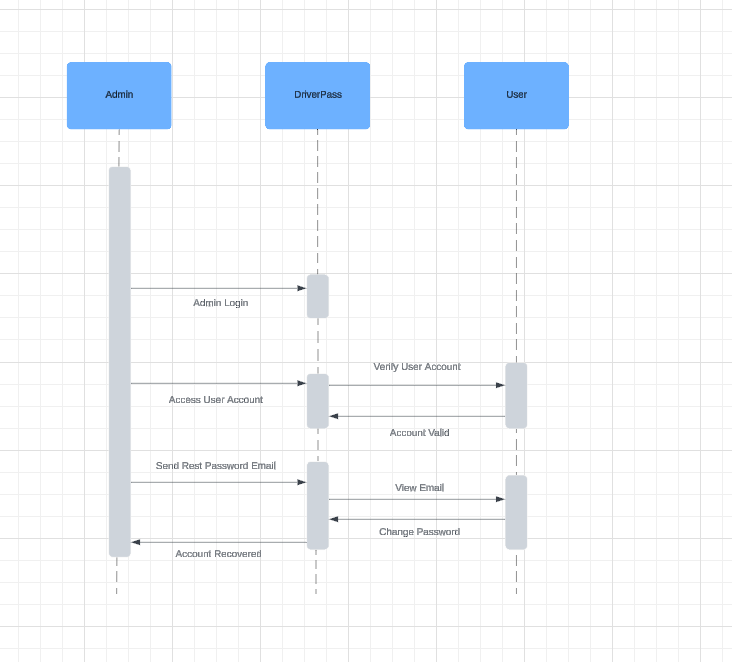 Admin
DriverPass
User
Admin Login
Verify User Account
Access User Account
Account Valid
Send Rest Password Email
View Email
Change Password
Account Recovered